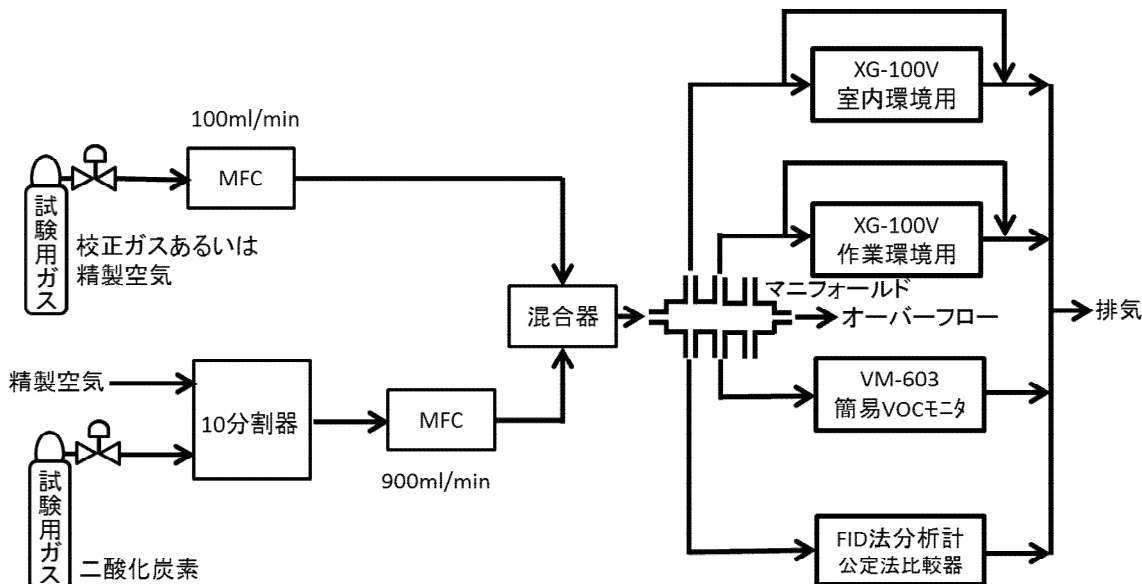 100ml/min
MFC
試験用ガス
校正ガスあるいは
精製空気
精製空気
10分割器
MFC
900ml/min
試験用ガス
二酸化炭素
混合器
マニフォールド
オーバーフロー
XG-100V
室内環境用
XG-100V
作業環境用
VM-603
簡易VOCモニタ
FID法分析計
公定法比較器
排気